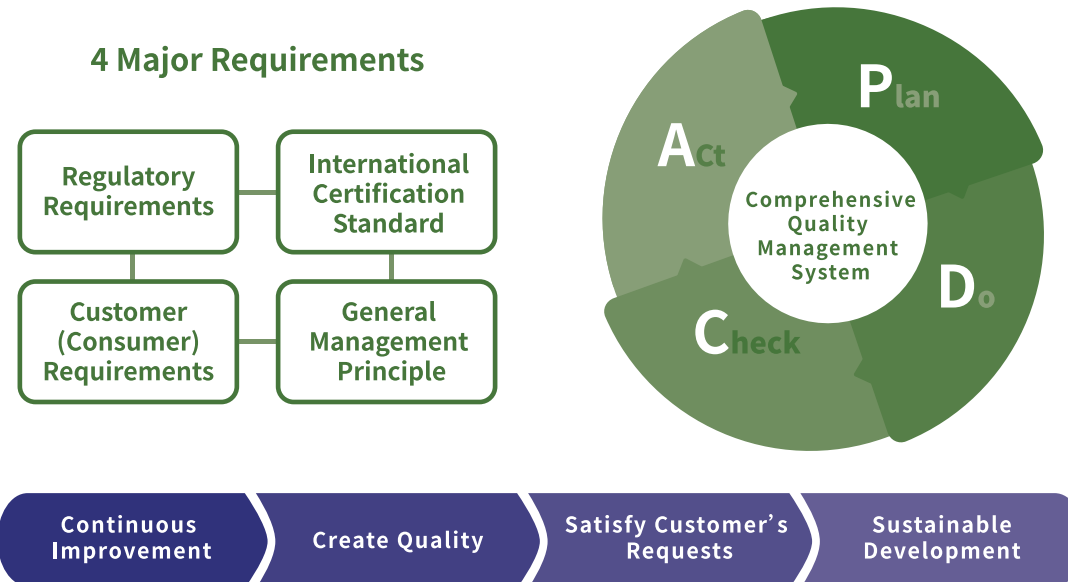 4 Major Requirements
Regulatory
Requirements
International
Certification
Standard
Customer
(Consumer)
Requirements
General
Management
Principle
Plan
Act
Do
Check
Comprehensive
Quality
Management
System
Continuous
Improvement
Create Quality
Satisfy Customer’s
Requests
Sustainable
Development